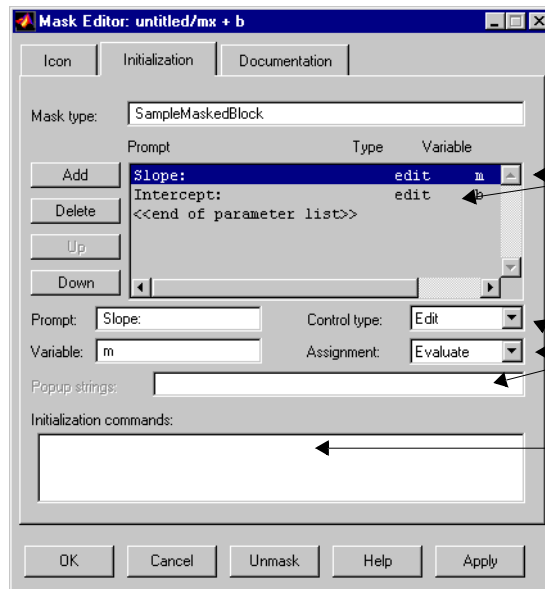 Mask Editor: untitled/mx + b
Icon Initialization Documentation
Mask type: SampleMaskedBlock
Prompt Type Variable
Add
Delete
Up
Down
Slope: edit m
Intercept: edit b
<<end of parameter list>>
Prompt: Slope: Control type: Edit
Variable: m Assignment: Evaluate
Popup strings:
Initialization commands:
OK Cancel Unmask Help Apply